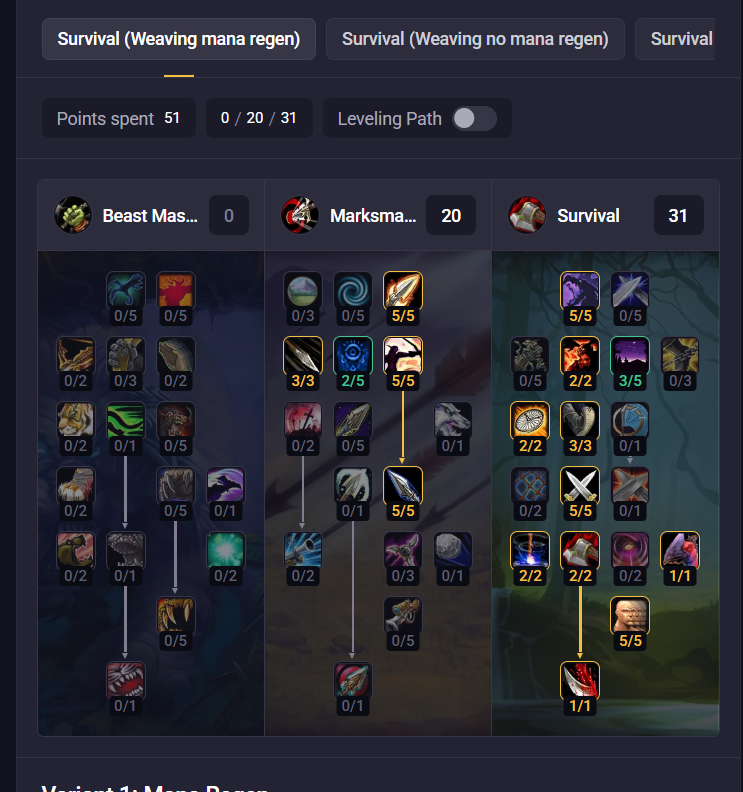 Survival (Weaving mana regen) Survival (Weaving no mana regen) Survival
Points spent 51 0 / 20 / 31 Leveling Path
Beast Mas... 0 Marksma... 20 Survival 31
0/5 0/5 0/3 0/5 5/5 5/5 0/5
0/2 0/3 0/2 3/3 2/5 5/5 0/5 2/2 3/5 0/3
0/2 0/1 0/5 0/2 0/5 0/1 2/2 3/3 0/1
0/2 0/5 0/1 0/1 5/5 0/2 5/5 0/1
0/2 0/1 0/2 0/2 0/3 0/1 2/2 2/2 0/2 1/1
0/5 0/5 5/5
0/1 0/1 1/1
Variant 1: Mana Regen